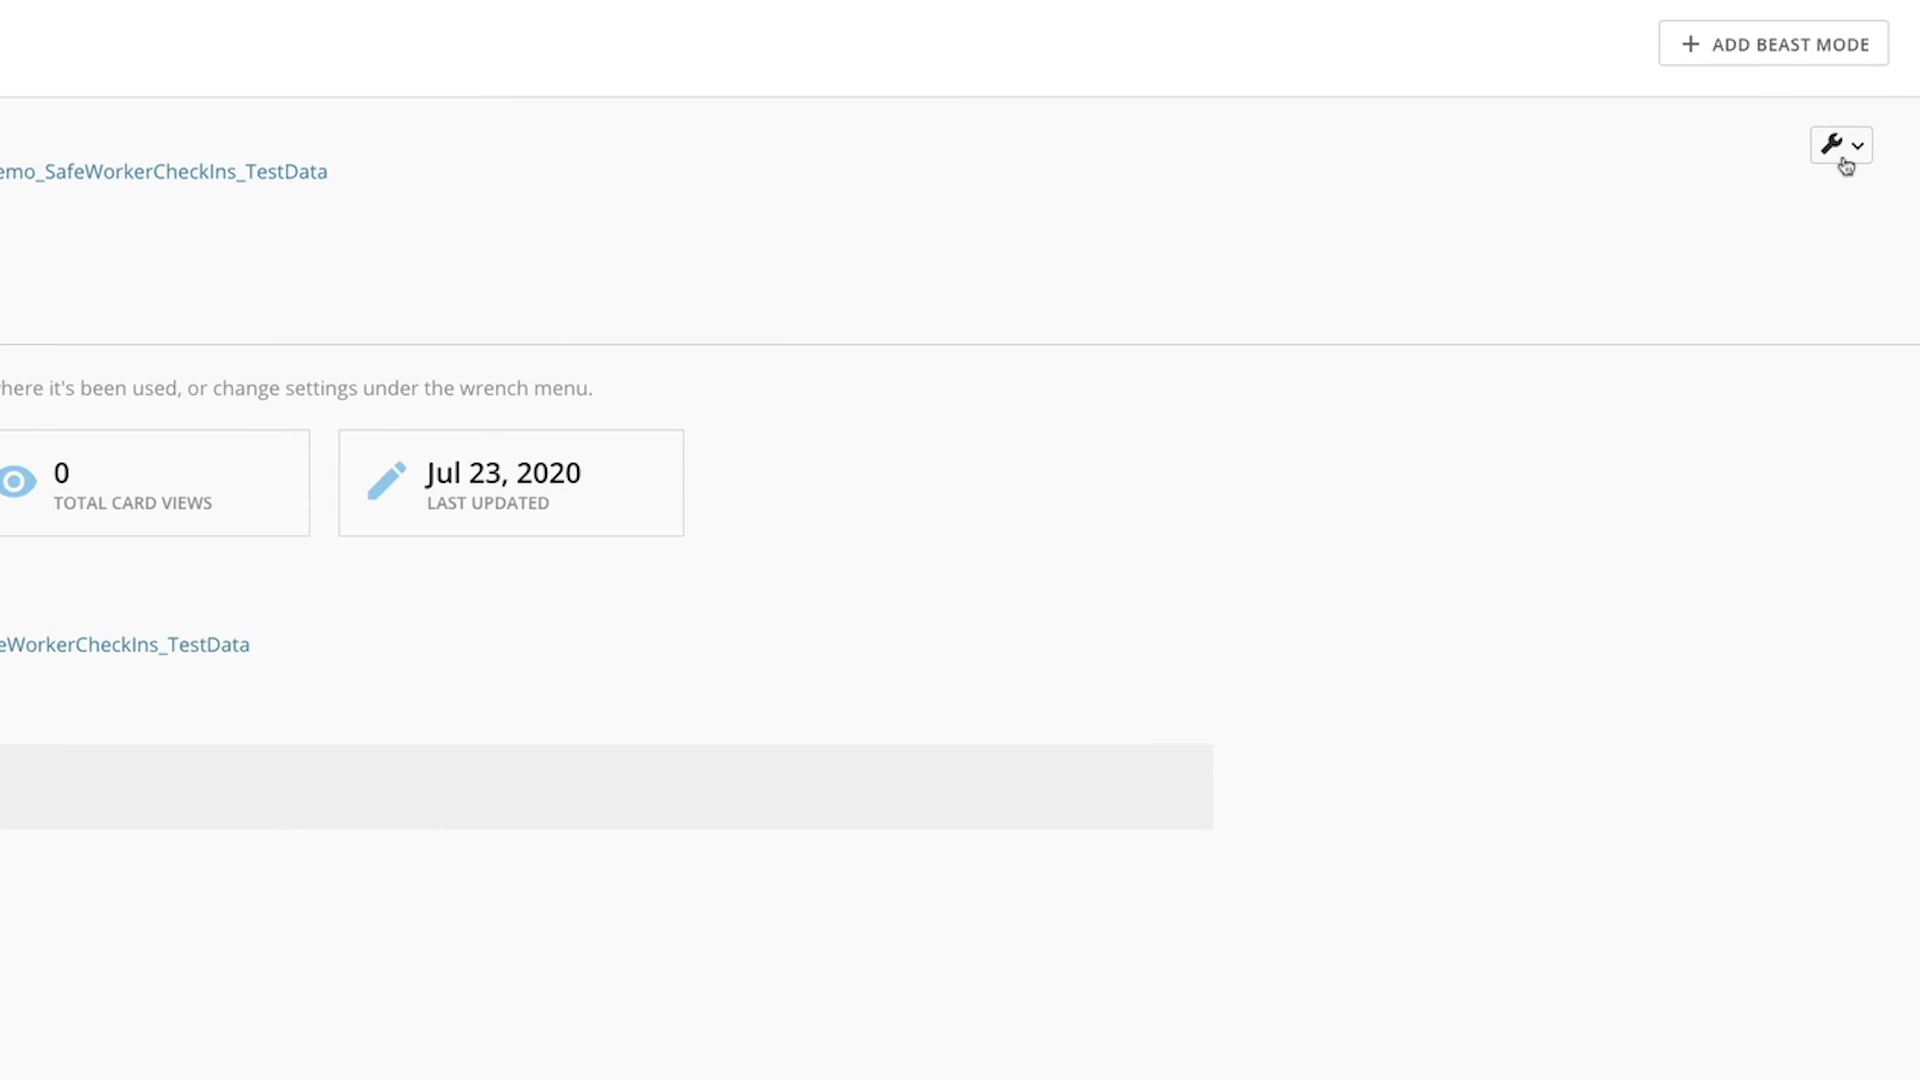 ADD BEAST MODE
emo_SafeWorkerCheckIns_TestData
here it's been used, or change settings under the wrench menu.
0
TOTAL CARD VIEWS
Jul 23, 2020
LAST UPDATED
eWorkerCheckIns_TestData